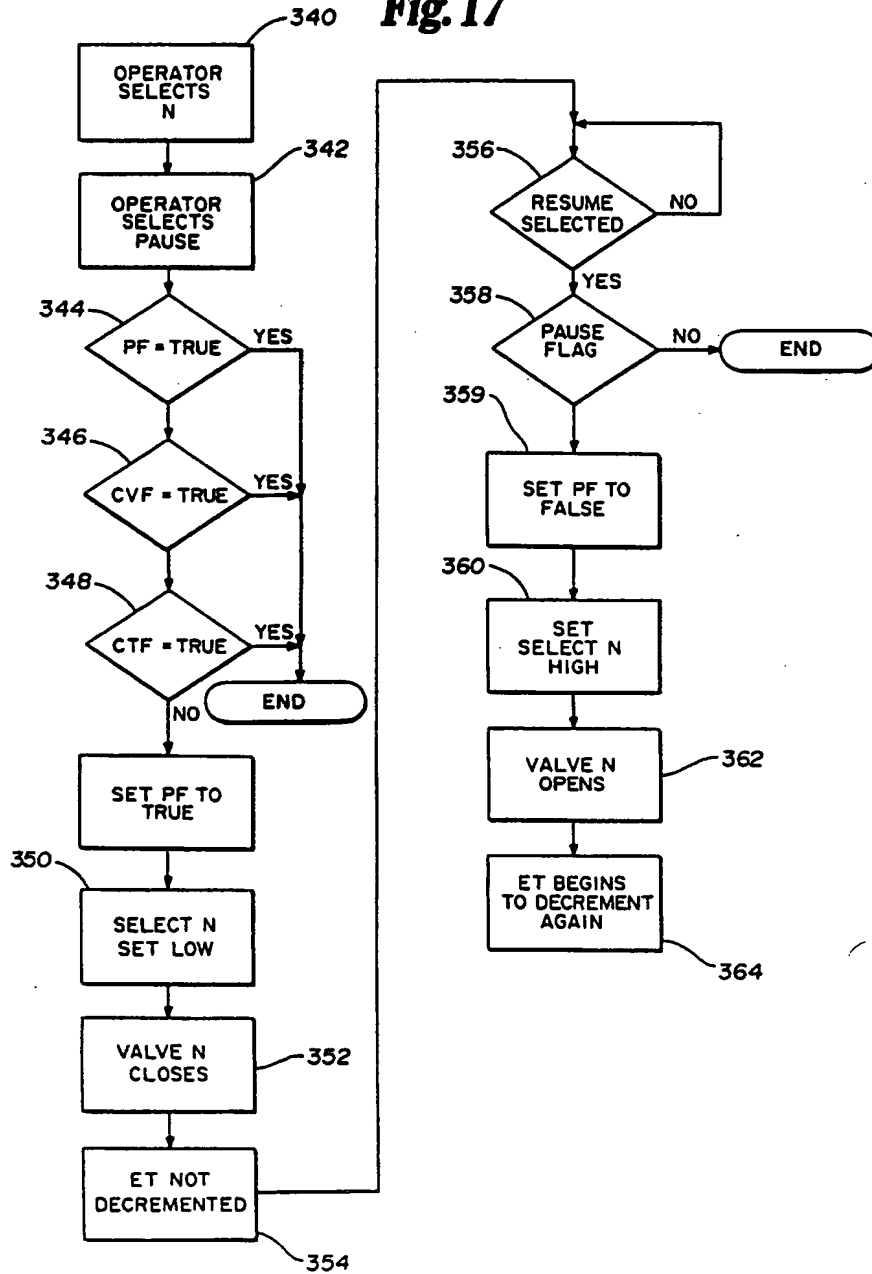 Fig. 17
340
OPERATOR
SELECTS
N
342
OPERATOR
SELECTS
PAUSE
344
PF = TRUE
YES
346
CVF = TRUE
YES
348
CTF = TRUE
YES
END
NO
SET PF TO
TRUE
350
SELECT N
SET LOW
VALVE N
CLOSES
352
ET NOT
DECREMENTED
354
356
RESUME
SELECTED
NO
YES
358
PAUSE
FLAG
NO
END
359
SET PF TO
FALSE
360
SET
SELECT N
HIGH
VALVE N
OPENS
362
ET BEGINS
TO DECREMENT
AGAIN
364